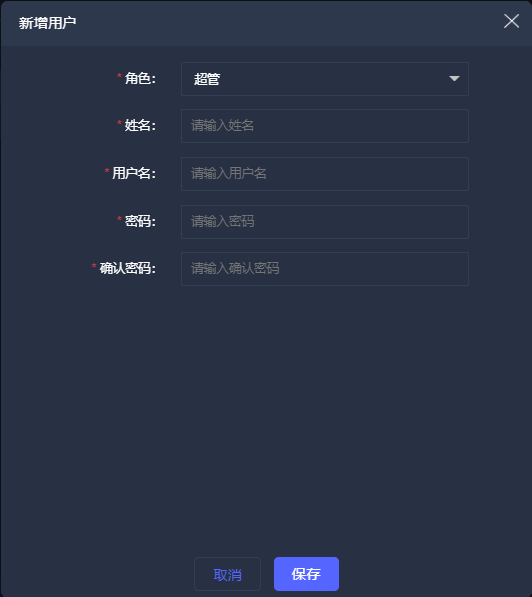 新增用户
* 角色： 超管
* 姓名： 请输入姓名
* 用户名： 请输入用户名
* 密码： 请输入密码
* 确认密码： 请输入确认密码
取消 保存